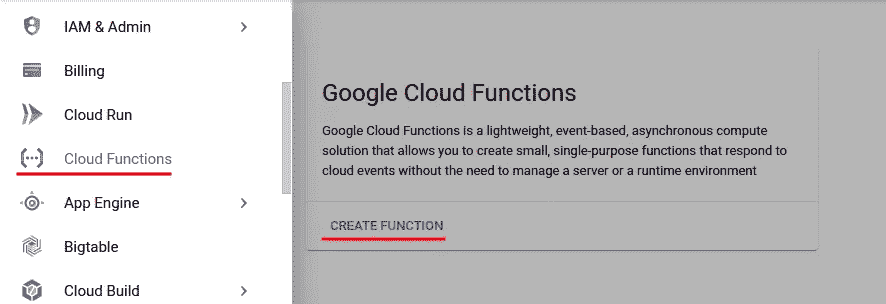 IAM & Admin
Billing
Cloud Run
Cloud Functions
App Engine
Bigtable
Cloud Build
Google Cloud Functions
Google Cloud Functions is a lightweight, event-based, asynchronous compute
solution that allows you to create small, single-purpose functions that respond to
cloud events without the need to manage a server or a runtime environment
CREATE FUNCTION